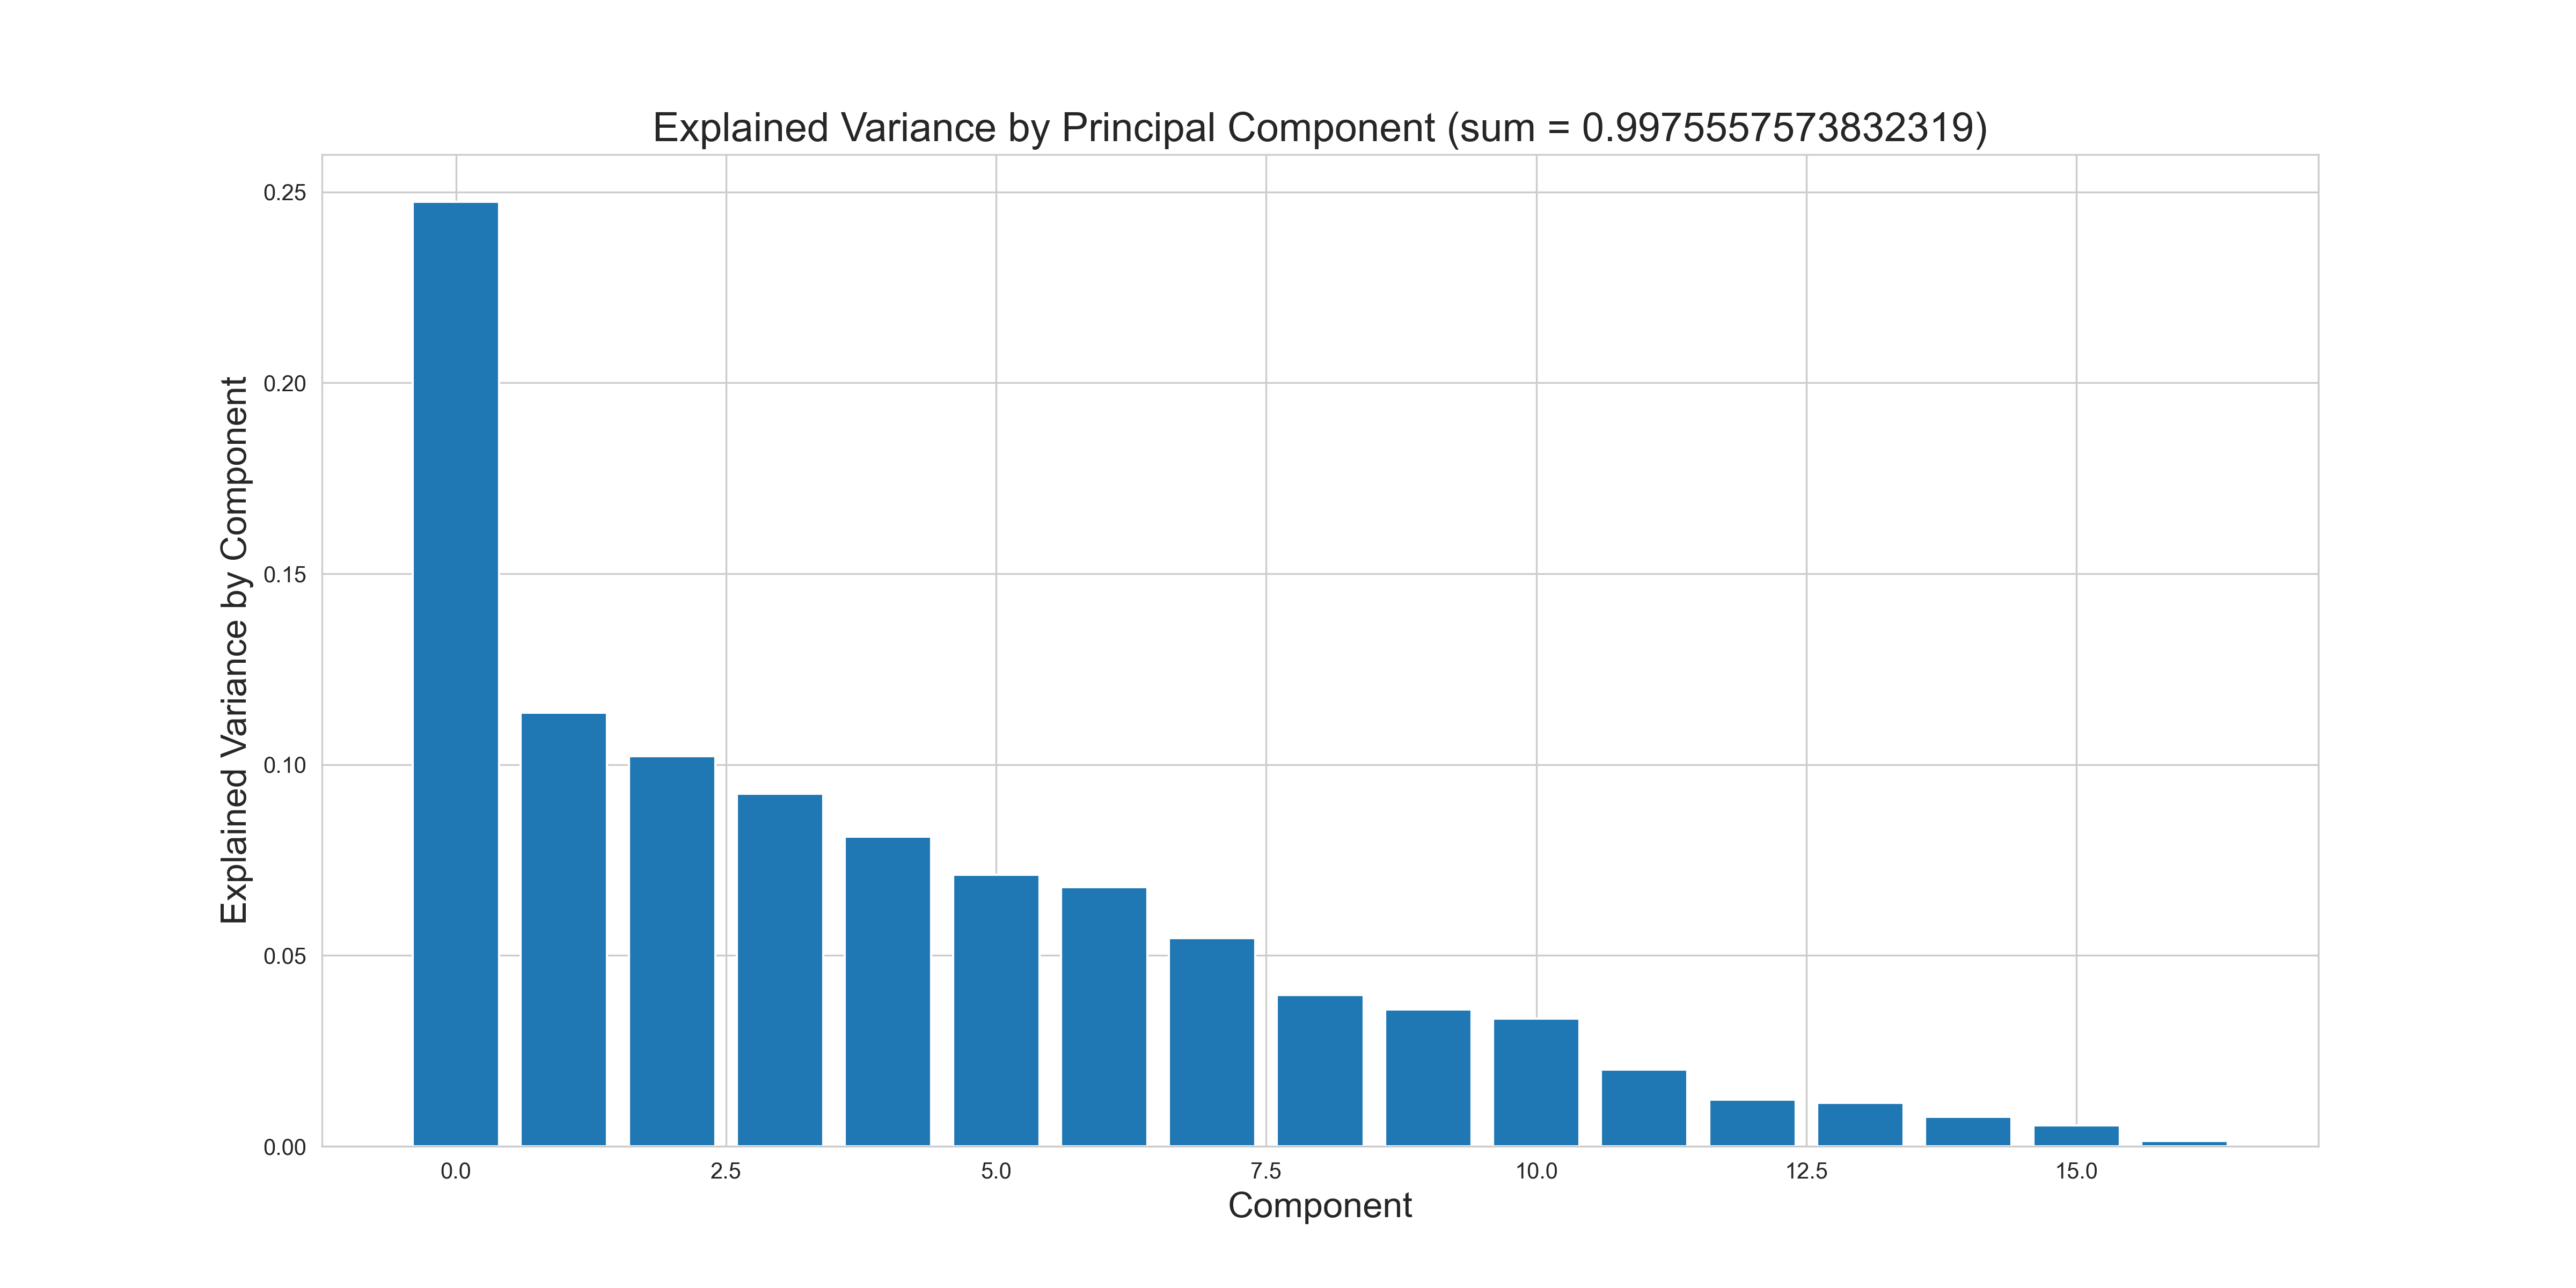 Explained Variance by Principal Component (sum = 0.9975557573832319)
0.25
0.20
0.15
0.10
0.05
0.00
Explained Variance by Component
0.0 2.5 5.0 7.5 10.0 12.5 15.0
Component